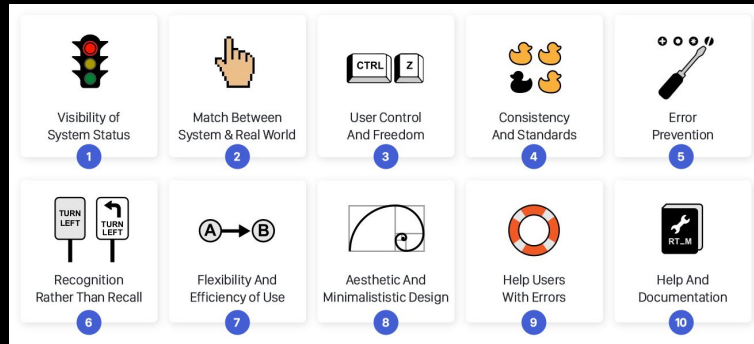 Visibility of
System Status
1
Match Between
System & Real World
2
CTRL
Z
User Control
And Freedom
3
Consistency
And Standards
4
Error
Prevention
5
TURN
LEFT
TURN
LEFT
Recognition
Rather Than Recall
6
A
B
Flexibility And
Efficiency of Use
7
Aesthetic And
Minimalististic Design
8
Help Users
With Errors
9
RT_M
Help And
Documentation
10